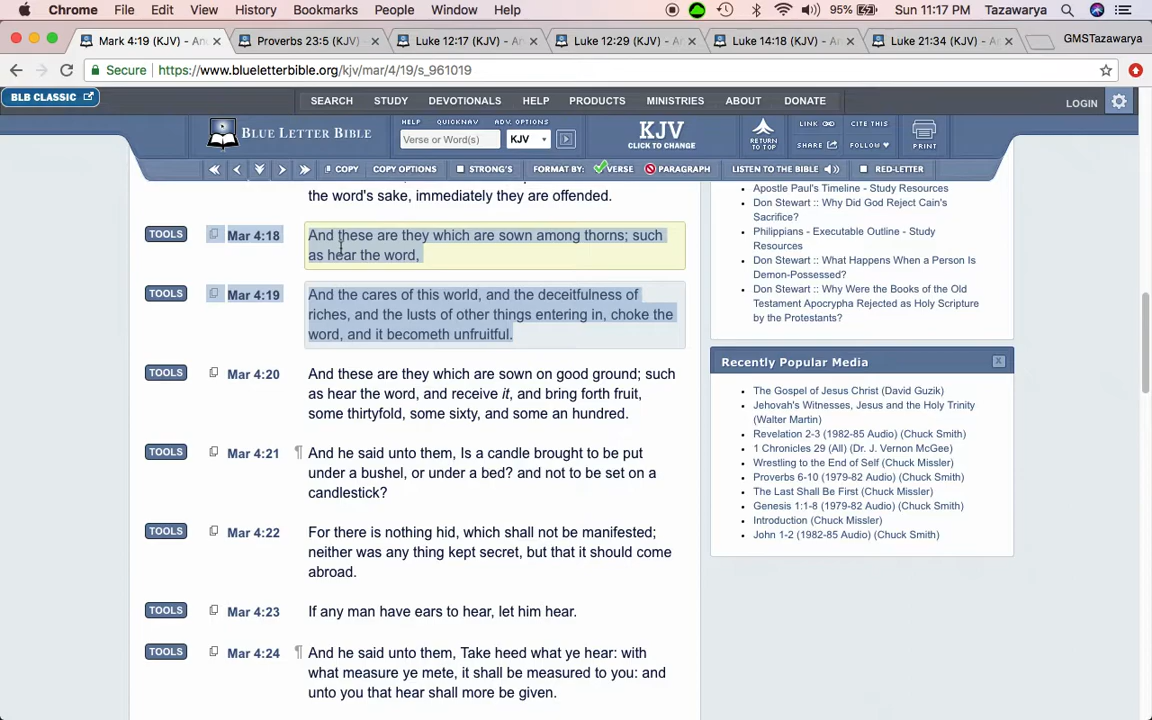 Chrome File Edit View History Bookmarks People Window Help 95% Sun 11:17 PM Tazawarya
Mark 4:19 (KJV) - An Proverbs 23:5 (KJV) Luke 12:17 (KJV) - An Luke 12:29 (KJV) - An Luke 14:18 (KJV) - An Luke 21:34 (KJV) - An GMSTazawarya
Secure https://www.blueletterbible.org/kjv/mar/4/19/s_961019
BLB CLASSIC
SEARCH STUDY DEVOTIONALS HELP PRODUCTS MINISTRIES ABOUT DONATE LOGIN
HELP QUICKNAV ADV. OPTIONS
BLUE LETTER BIBLE Verse or Word(s) KJV
KJV
CLICK TO CHANGE
RETURN
TO TOP
LINK CITE THIS
SHARE FOLLOW
PRINT
COPY COPY OPTIONS STRONG'S FORMAT BY: VERSE PARAGRAPH LISTEN TO THE BIBLE RED-LETTER
the word's sake, immediately they are offended.
TOOLS Mar 4:18 And these are they which are sown among thorns; such
as hear the word,
TOOLS Mar 4:19 And the cares of this world, and the deceitfulness of
riches, and the lusts of other things entering in, choke the
word, and it becometh unfruitful.
TOOLS Mar 4:20 And these are they which are sown on good ground; such
as hear the word, and receive it, and bring forth fruit,
some thirtyfold, some sixty, and some an hundred.
TOOLS Mar 4:21 ¶ And he said unto them, Is a candle brought to be put
under a bushel, or under a bed? and not to be set on a
candlestick?
TOOLS Mar 4:22 For there is nothing hid, which shall not be manifested;
neither was any thing kept secret, but that it should come
abroad.
TOOLS Mar 4:23 If any man have ears to hear, let him hear.
TOOLS Mar 4:24 ¶ And he said unto them, Take heed what ye hear: with
what measure ye mete, it shall be measured to you: and
unto you that hear shall more be given.
Apostle Paul's Timeline - Study Resources
Don Stewart :: Why Did God Reject Cain's
Sacrifice?
Philippians - Executable Outline - Study
Resources
Don Stewart :: What Happens When a Person Is
Demon-Possessed?
Don Stewart :: Why Were the Books of the Old
Testament Apocrypha Rejected as Holy Scripture
by the Protestants?
Recently Popular Media X
The Gospel of Jesus Christ (David Guzik)
Jehovah's Witnesses, Jesus and the Holy Trinity
(Walter Martin)
Revelation 2-3 (1982-85 Audio) (Chuck Smith)
1 Chronicles 29 (All) (Dr. J. Vernon McGee)
Wrestling to the End of Self (Chuck Missler)
Proverbs 6-10 (1979-82 Audio) (Chuck Smith)
The Last Shall Be First (Chuck Missler)
Genesis 1:1-8 (1979-82 Audio) (Chuck Smith)
Introduction (Chuck Missler)
John 1-2 (1982-85 Audio) (Chuck Smith)